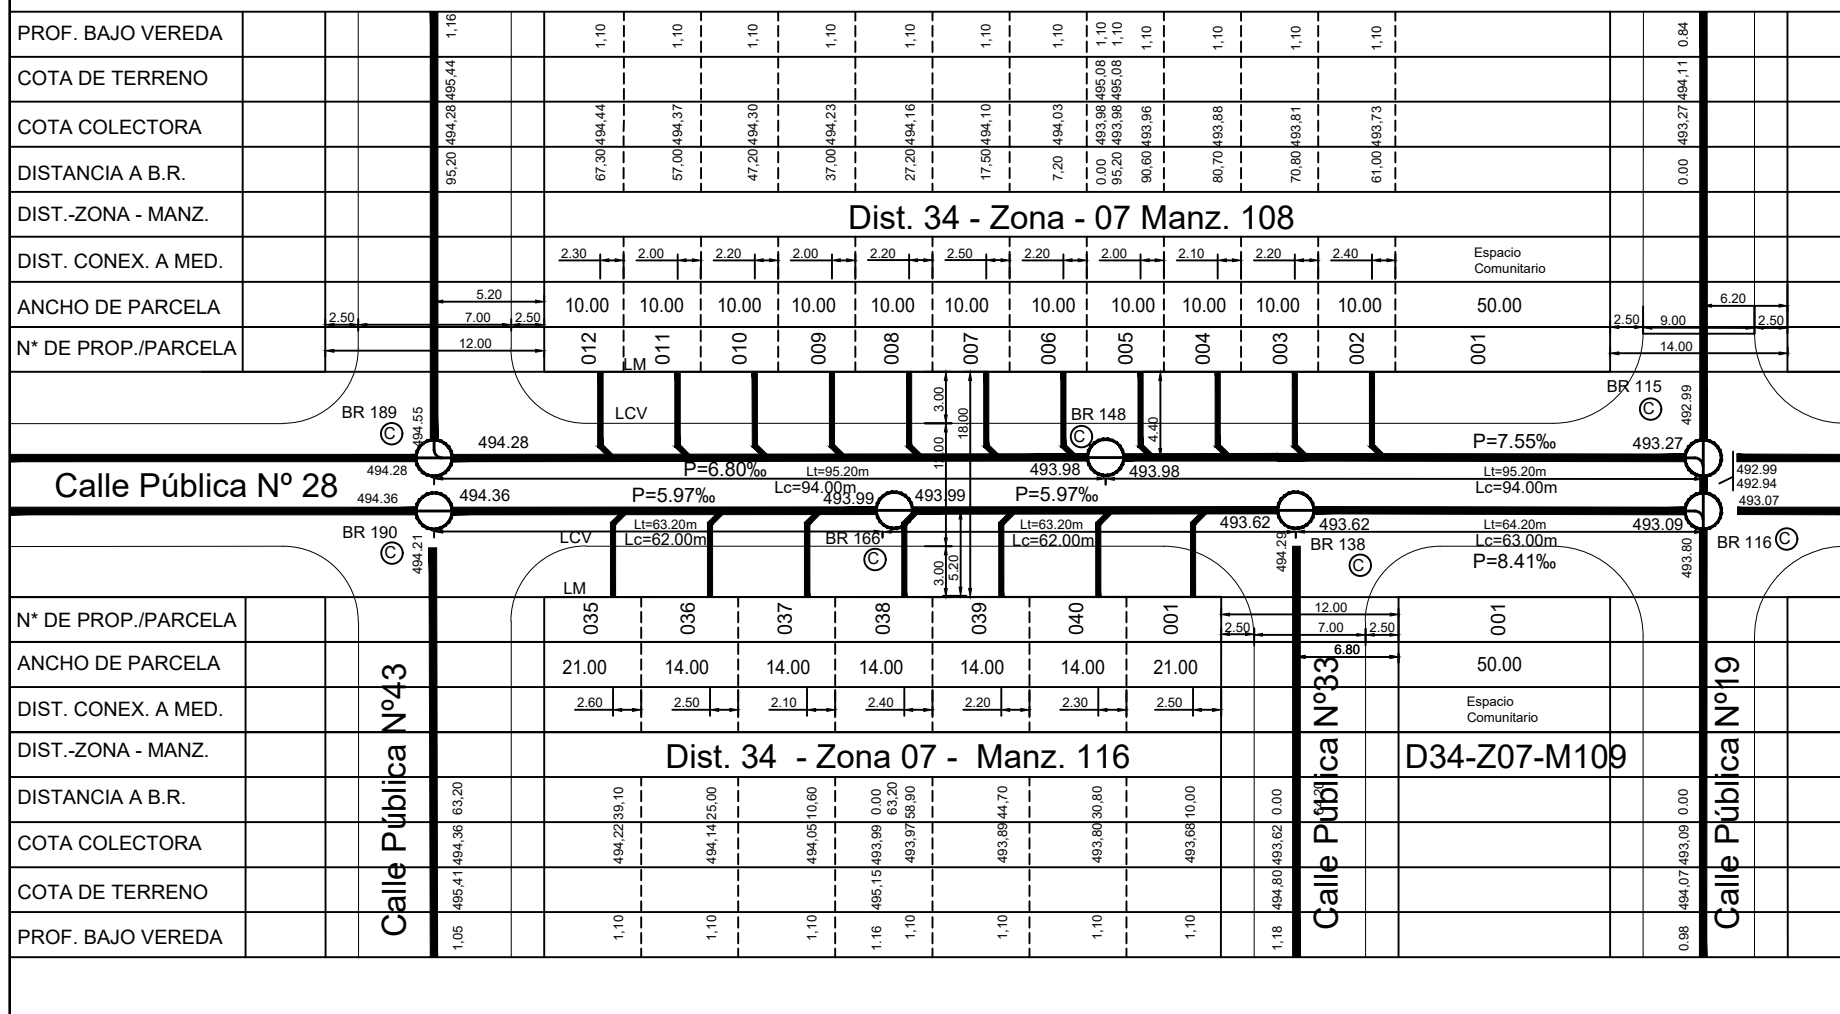 PROF. BAJO VEREDA 1,16 1,10 1,10 1,10 1,10 1,10 1,10 1,10 1,10 1,10 1,10 1,10 1,10 1,10 0.84
COTA DE TERRENO 495,44 495,08 495,08 494,11
COTA COLECTORA 494,28 494,44 494,37 494,30 494,23 494,16 494,10 494,03 493,98 493,98 493,96 493,88 493,81 493,73 493,27
DISTANCIA A B.R. 95,20 67,30 57,00 47,20 37,00 27,20 17,50 7,20 0.00 95,20 90,60 80,70 70,80 61,00 0.00
DIST.-ZONA - MANZ. Dist. 34 - Zona - 07 Manz. 108
DIST. CONEX. A MED. 2.30 2.00 2.20 2.00 2.20 2.50 2.20 2.00 2.10 2.20 2.40 Espacio
Comunitario
ANCHO DE PARCELA 5.20 10.00 10.00 10.00 10.00 10.00 10.00 10.00 10.00 10.00 10.00 10.00 50.00 6.20
2.50 7.00 2.50 2.50 9.00 2.50
N* DE PROP./PARCELA 12.00 012 011 010 009 008 007 006 005 004 003 002 001 14.00
LM
BR 189 C 494.55 LCV 3.00 18.00 BR 148 C 4.40 BR 115 C 492.99
494.28 P=7.55‰ 493.27
494.28 P=6.80‰ Lt=95.20m 493.98 493.98 Lt=95.20m 492.99
Calle Pública Nº 28 Lc=94.00m Lc=94.00m 492.94
494.36 494.36 P=5.97‰ 493.99 493.99 P=5.97‰ 493.07
Lt=63.20m Lt=63.20m 493.62 493.62 Lt=64.20m 493.09
BR 190 C 494.21 LCV Lc=62.00m BR 166 C Lc=62.00m 494.29 BR 138 C Lc=63.00m 493.80 BR 116 C
P=8.41‰
LM 3.00 5.20
N* DE PROP./PARCELA 035 036 037 038 039 040 001 12.00 001
2.50 7.00 2.50
ANCHO DE PARCELA 21.00 14.00 14.00 14.00 14.00 14.00 21.00 6.80 50.00
DIST. CONEX. A MED. 2.60 2.50 2.10 2.40 2.20 2.30 2.50 Espacio
Comunitario
DIST.-ZONA - MANZ. Dist. 34 - Zona 07 - Manz. 116 D34-Z07-M109
DISTANCIA A B.R. 63,20 39,10 25,00 10,60 0.00 63,20 58,90 44,70 30,80 10,00 0.00 0.00
COTA COLECTORA 494,36 494,22 494,14 494,05 493,99 493,97 493,89 493,80 493,68 493,62 493,09
COTA DE TERRENO 495,41 495,15 494,80 494,07
PROF. BAJO VEREDA 1,05 1,10 1,10 1,10 1.16 1,10 1,10 1,10 1,10 1,18 0.98
Calle Pública Nº43
Calle Pública Nº33
Calle Pública Nº19